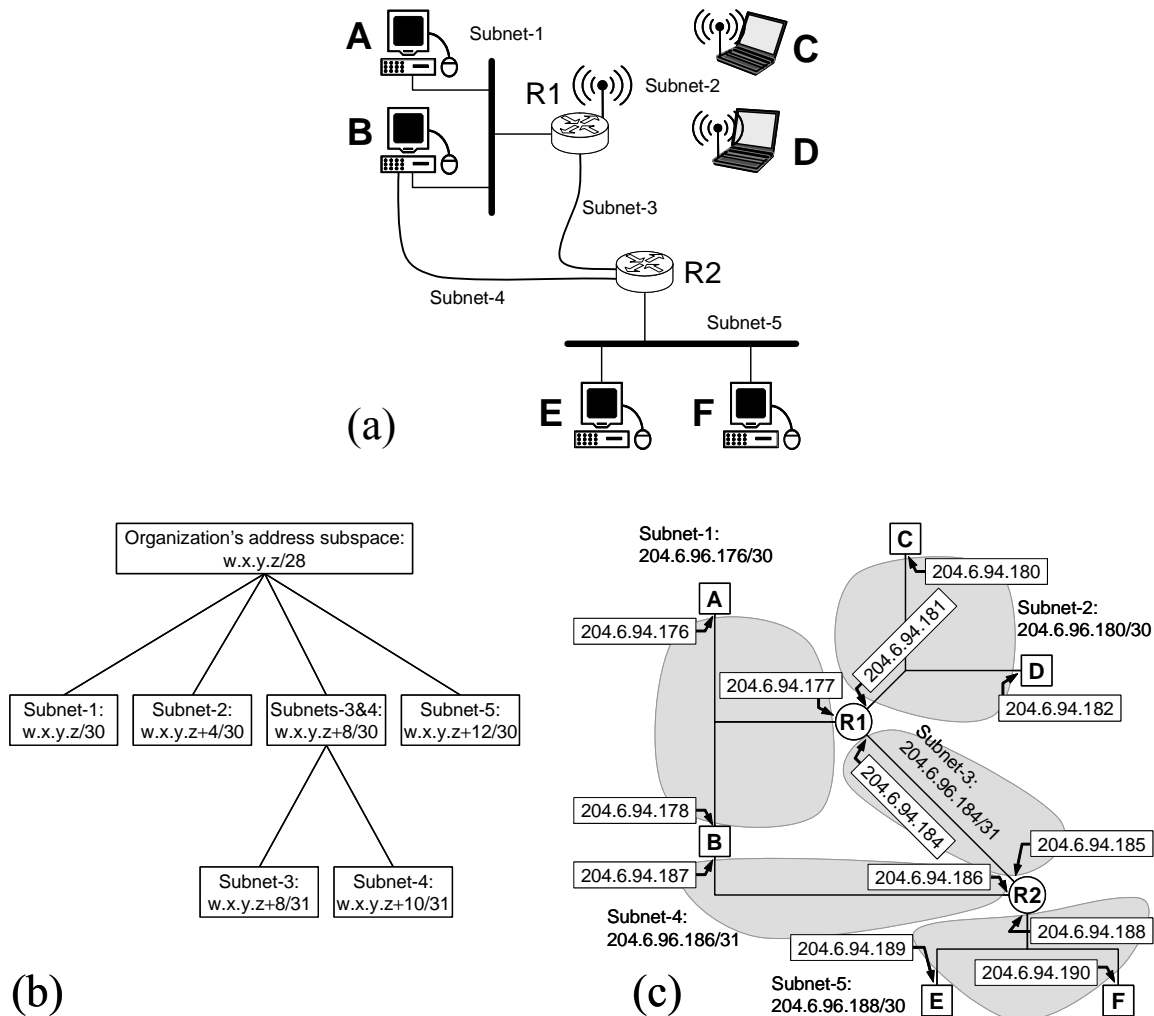 A
Subnet-1
C
R1
Subnet-2
B
D
Subnet-3
R2
Subnet-4
Subnet-5
E
F
(a)
Organization's address subspace:
w.x.y.z/28
Subnet-1:
w.x.y.z/30
Subnet-2:
w.x.y.z+4/30
Subnets-3&4:
w.x.y.z+8/30
Subnet-5:
w.x.y.z+12/30
Subnet-3:
w.x.y.z+8/31
Subnet-4:
w.x.y.z+10/31
(b)
Subnet-1:
204.6.96.176/30
C
204.6.94.180
A
204.6.94.176
204.6.94.181
Subnet-2:
204.6.96.180/30
204.6.94.177
D
204.6.94.182
R1
Subnet-3:
204.6.96.184/31
204.6.94.184
204.6.94.178
B
204.6.94.185
204.6.94.187
204.6.94.186
R2
Subnet-4:
204.6.96.186/31
204.6.94.188
204.6.94.189
204.6.94.190
Subnet-5:
204.6.96.188/30
E
F
(c)